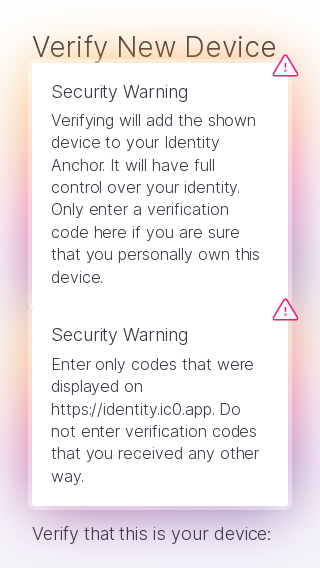 Verify New Device
Security Warning
Verifying will add the shown
device to your Identity
Anchor. It will have full
control over your identity.
Only enter a verification
code here if you are sure
that you personally own this
device.
Security Warning
Enter only codes that were
displayed on
https://identity.ic0.app. Do
not enter verification codes
that you received any other
way.
Verify that this is your device: